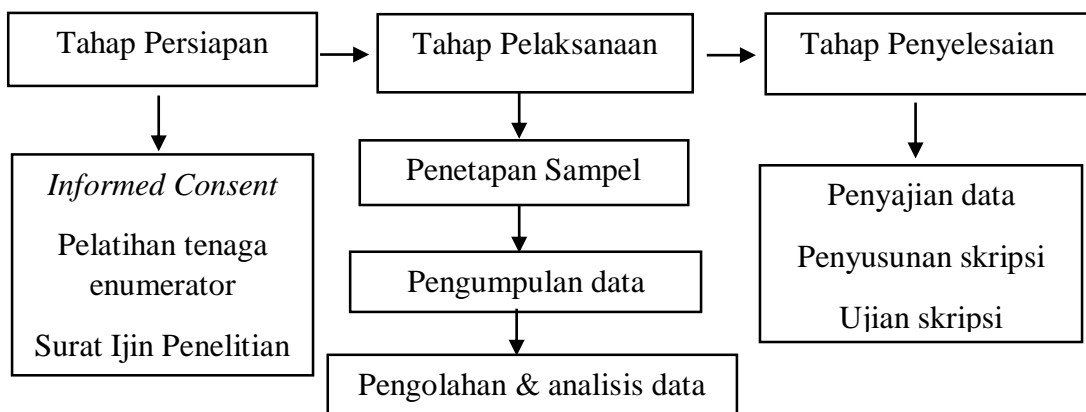 Tahap Persiapan
Tahap Pelaksanaan
Tahap Penyelesaian
Informed Consent
Pelatihan tenaga
enumerator
Surat Ijin Penelitian
Penetapan Sampel
Pengumpulan data
Pengolahan & analisis data
Penyajian data
Penyusunan skripsi
Ujian skripsi